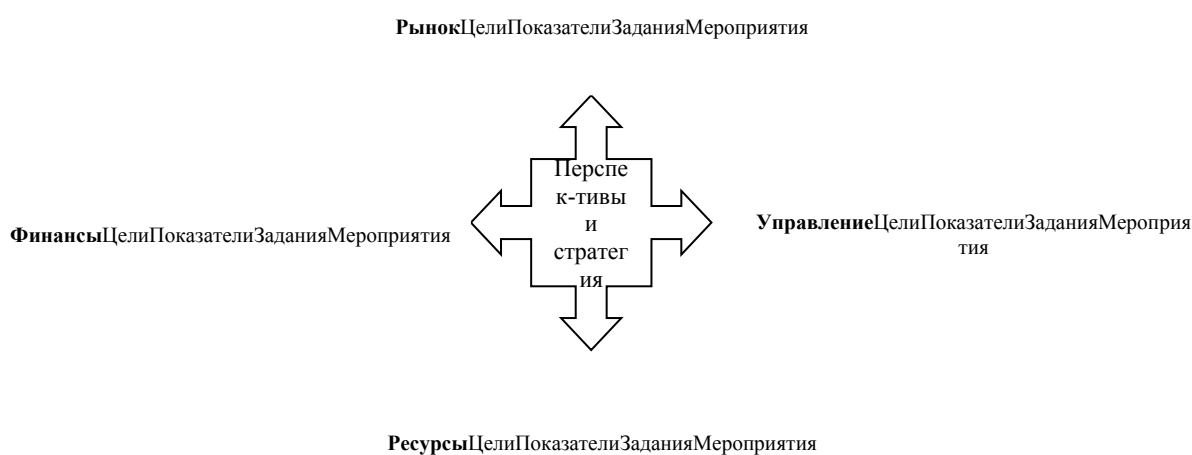 РынокЦелиПоказателиЗаданияМероприятия
Перспе
к-тивы
и
стратег
ия
ФинансыЦелиПоказателиЗаданияМероприятия
УправлениеЦелиПоказателиЗаданияМероприя
тия
РесурсыЦелиПоказателиЗаданияМероприятия